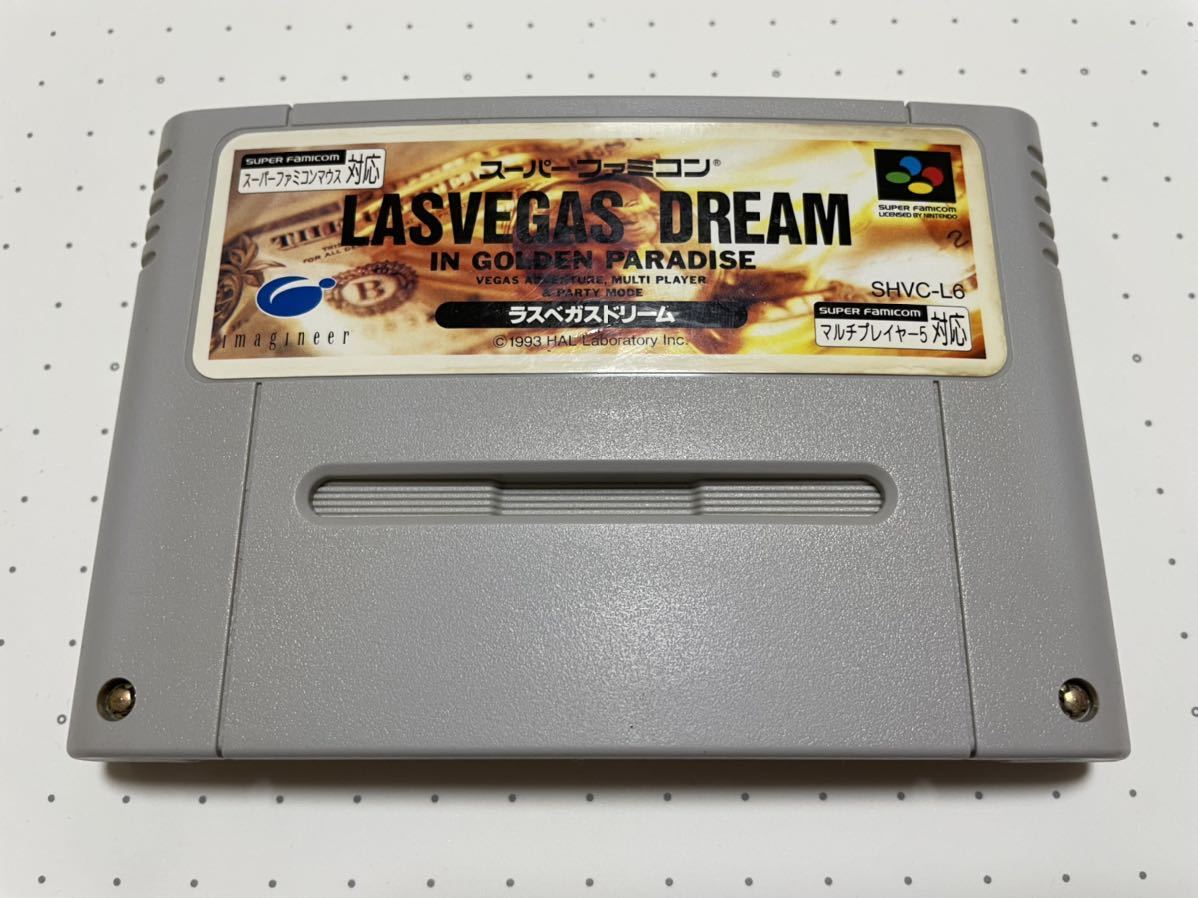 SUPER FAMICOM
スーパーファミコンマウス 対応
スーパーファミコン®
LASVEGAS DREAM
IN GOLDEN PARADISE
VEGAS ADVENTURE, MULTI PLAYER
& PARTY MODE
ラスベガスドリーム
©1993 HAL Laboratory Inc.
imagineer
SUPER FAMICOM
LICENSED BY NINTENDO
2
SHVC-L6
SUPER FAMICOM
マルチプレイヤー5 対応
B